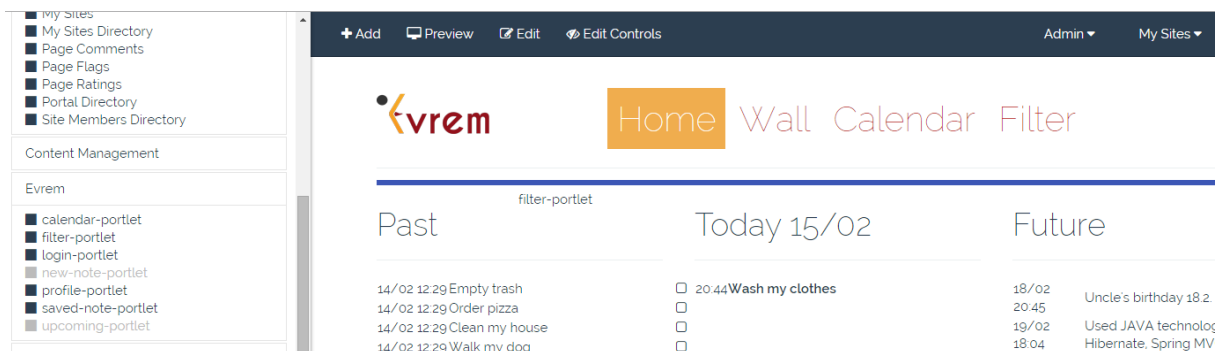 My Sites
My Sites Directory
Page Comments
Page Flags
Page Ratings
Portal Directory
Site Members Directory
Content Management
Evrem
calendar-portlet
filter-portlet
login-portlet
new-note-portlet
profile-portlet
saved-note-portlet
upcoming-portlet
Add Preview Edit Edit Controls Admin My Sites
Evrem Home Wall Calendar Filter
filter-portlet
Past
14/02 12:29 Empty trash
14/02 12:29 Order pizza
14/02 12:29 Clean my house
14/02 12:29 Walk my dog
Today 15/02
20:44 Wash my clothes
Future
18/02 20:45 Uncle's birthday 18.2.
19/02 Used JAVA technolog
18:04 Hibernate, Spring MV